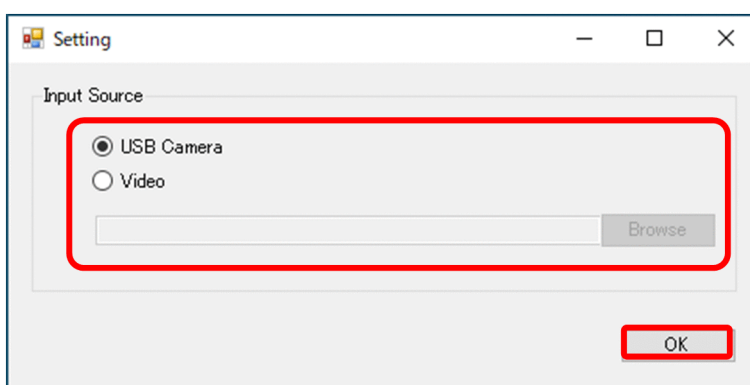 Setting
Input Source
USB Camera
Video
Browse
OK